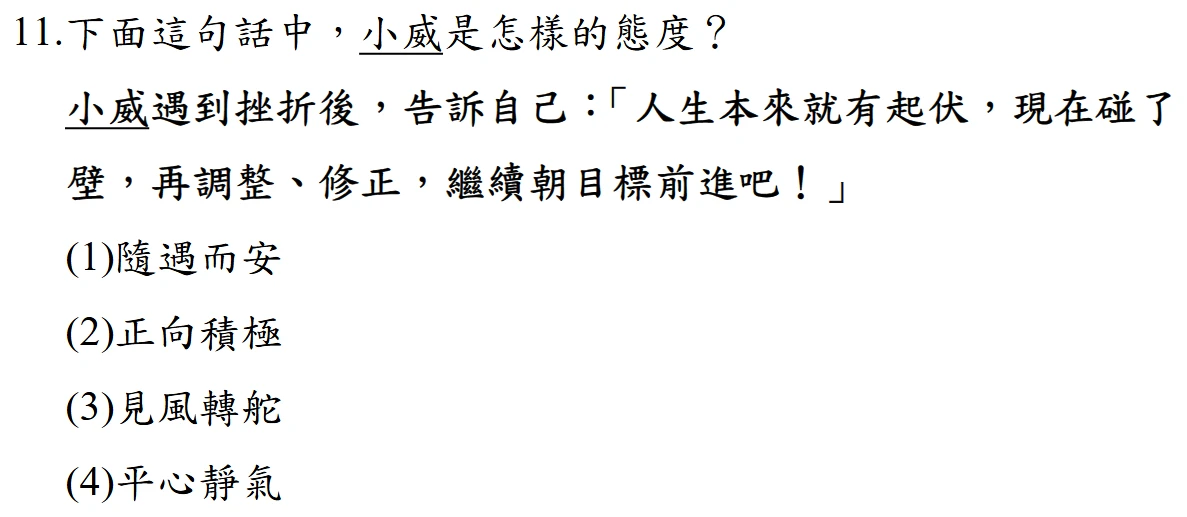 11.下面這句話中，小威是怎樣的態度？
小威遇到挫折後，告訴自己：「人生本來就有起伏，現在碰了
壁，再調整、修正，繼續朝目標前進吧！」
(1)隨遇而安
(2)正向積極
(3)見風轉舵
(4)平心靜氣